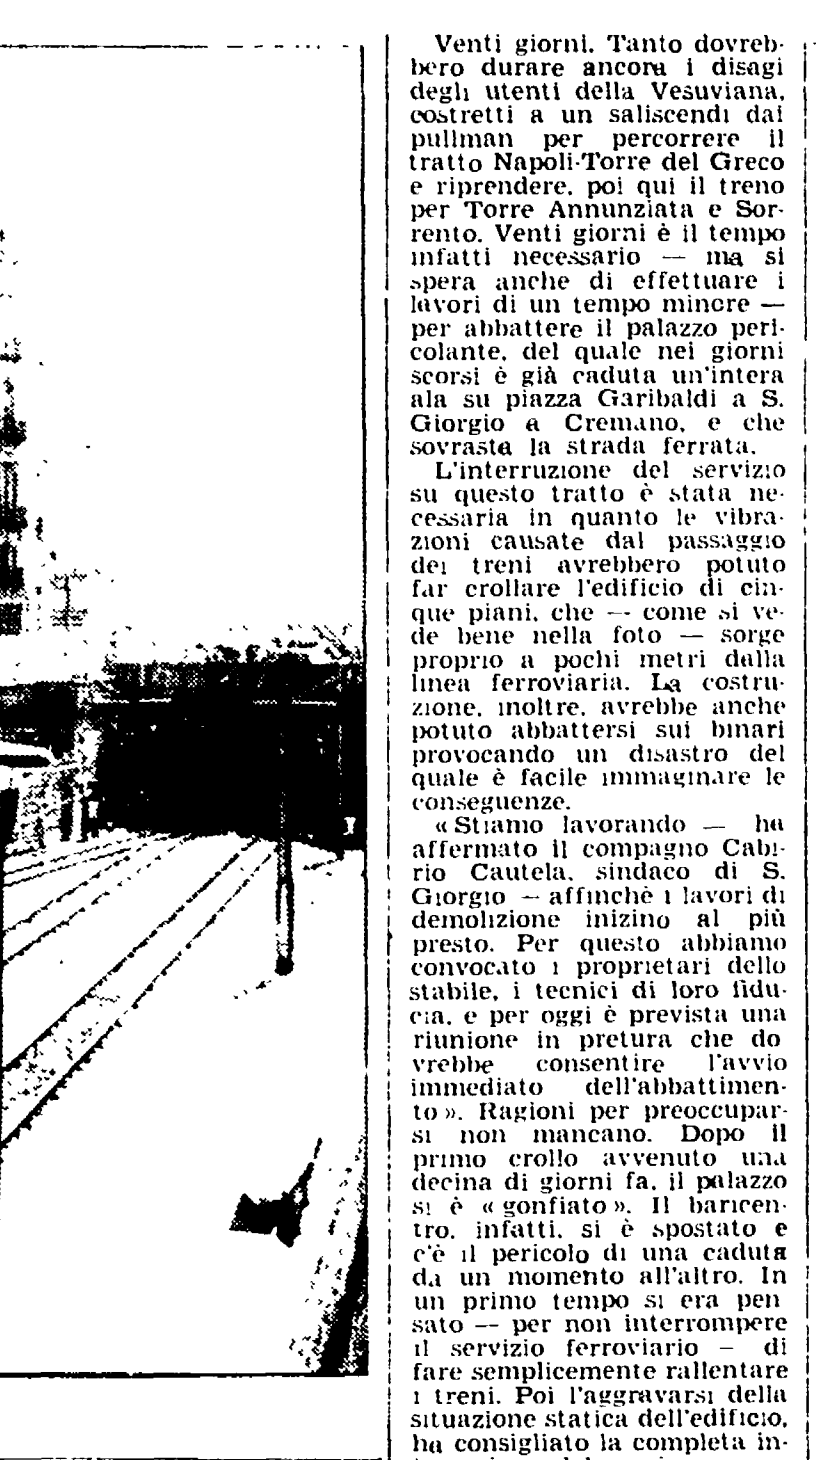 Venti giorni. Tanto dovreb-
bero durare ancora i disagi
degli utenti della Vesuviana,
costretti a un saliscendi dai
pullman per percorrere il
tratto Napoli-Torre del Greco
e riprendere, poi qui il treno
per Torre Annunziata e Sor-
rento. Venti giorni è il tempo
infatti necessario — ma si
spera anche di effettuare i
lavori di un tempo minore —
per abbattere il palazzo peri-
colante, del quale nei giorni
scorsi è già caduta un'intera
ala su piazza Garibaldi a S.
Giorgio a Cremano, e che
sovrasta la strada ferrata.
L'interruzione del servizio
su questo tratto è stata ne-
cessaria in quanto le vibra-
zioni causate dal passaggio
dei treni avrebbero potuto
far crollare l'edificio di cin-
que piani, che — come si ve-
de bene nella foto — sorge
proprio a pochi metri dalla
linea ferroviaria. La costru-
zione, inoltre, avrebbe anche
potuto abbattersi sui binari
provocando un disastro del
quale è facile immaginare le
conseguenze.
« Stiamo lavorando — ha
affermato il compagno Cabi-
rio Cautela, sindaco di S.
Giorgio — affinchè i lavori di
demolizione inizino al più
presto. Per questo abbiamo
convocato i proprietari dello
stabile, i tecnici di loro fidu-
cia, e per oggi è prevista una
riunione in pretura che do
vrebbe consentire l'avvio
immediato dell'abbattimen-
to ». Ragioni per preoccupar-
si non mancano. Dopo il
primo crollo avvenuto una
decina di giorni fa, il palazzo
si è « gonfiato ». Il baricen-
tro, infatti, si è spostato e
c'è il pericolo di una caduta
da un momento all'altro. In
un primo tempo si era pen
sato — per non interrompere
il servizio ferroviario — di
fare semplicemente rallentare
i treni. Poi l'aggravarsi della
situazione statica dell'edificio,
ha consigliato la completa in-